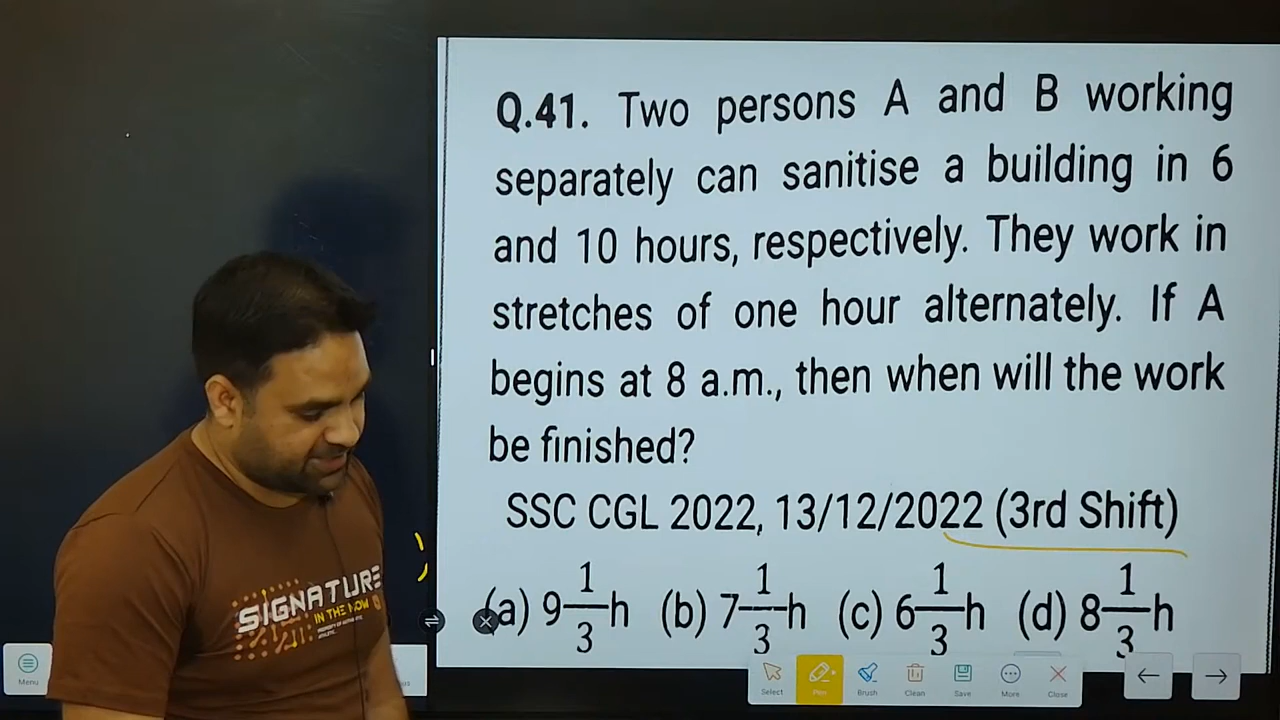 Q.41. Two persons A and B working
separately can sanitise a building in 6
and 10 hours, respectively. They work in
stretches of one hour alternately. If A
begins at 8 a.m., then when will the work
be finished?
SSC CGL 2022, 13/12/2022 (3rd Shift)
(a) 9 1/3 h (b) 7 1/3 h (c) 6 1/3 h (d) 8 1/3 h
SIGNATURE
IN THE NOW
Menu
Select Pen Brush Clean Save More Close